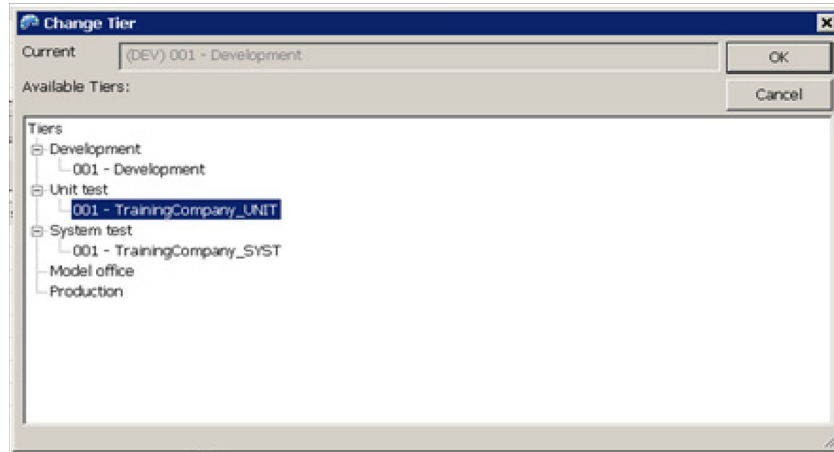 Change Tier
Current (DEV) 001 - Development OK
Available Tiers: Cancel
Tiers
Development
001 - Development
Unit test
001 - TrainingCompany_UNIT
System test
001 - TrainingCompany_SYST
Model office
Production